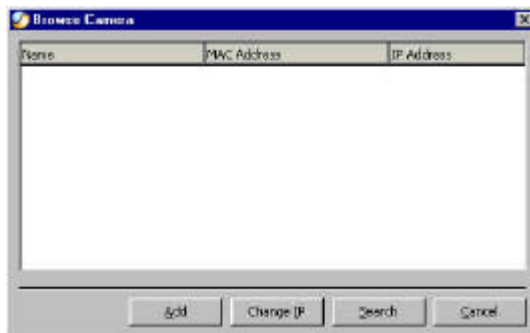 Browse Camera
Name MAC Address IP Address
Add Change IP Search Cancel